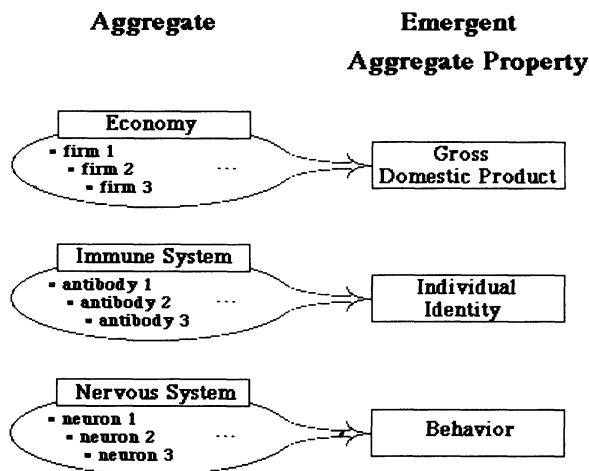 Aggregate
Emergent
Aggregate Property
Economy
- firm 1
- firm 2 ...
- firm 3
Gross
Domestic Product
Immune System
- antibody 1
- antibody 2 ...
- antibody 3
Individual
Identity
Nervous System
- neuron 1
- neuron 2 ...
- neuron 3
Behavior